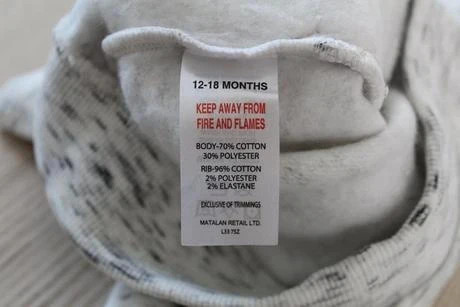 12-18 MONTHS
KEEP AWAY FROM
FIRE AND FLAMES
BODY-70% COTTON
30% POLYESTER
RIB-96% COTTON
2% POLYESTER
2% ELASTANE
EXCLUSIVE OF TRIMMINGS
MATALAN RETAIL LTD.
L33 7SZ